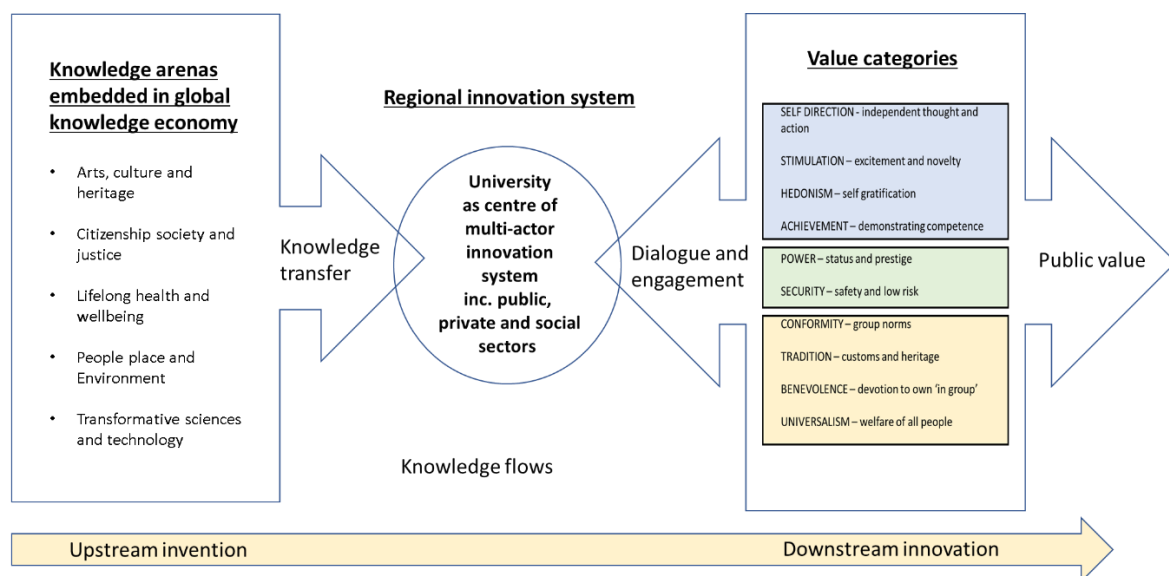 Knowledge arenas
embedded in global
knowledge economy
• Arts, culture and
heritage
• Citizenship society and
justice
• Lifelong health and
wellbeing
• People place and
Environment
• Transformative sciences
and technology
Knowledge
transfer
Regional innovation system
University
as centre of
multi-actor
innovation
system
inc. public,
private and social
sectors
Knowledge flows
Dialogue and
engagement
Value categories
SELF DIRECTION - independent thought and
action
STIMULATION – excitement and novelty
HEDONISM – self gratification
ACHIEVEMENT – demonstrating competence
POWER – status and prestige
SECURITY – safety and low risk
CONFORMITY – group norms
TRADITION – customs and heritage
BENEVOLENCE – devotion to own ‘in group’
UNIVERSALISM – welfare of all people
Public value
Upstream invention
Downstream innovation